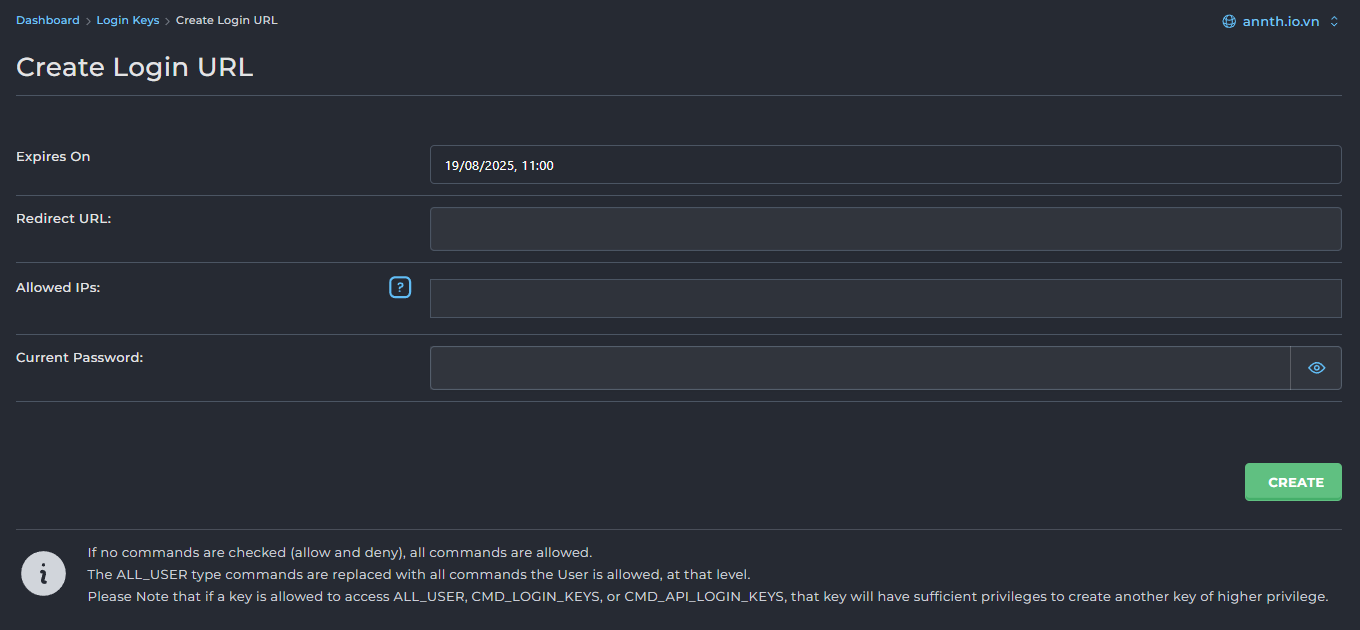 Dashboard > Login Keys > Create Login URL
annth.io.vn
Create Login URL
Expires On
19/08/2025, 11:00
Redirect URL:
Allowed IPs:
?
Current Password:
CREATE
If no commands are checked (allow and deny), all commands are allowed.
The ALL_USER type commands are replaced with all commands the User is allowed, at that level.
Please Note that if a key is allowed to access ALL_USER, CMD_LOGIN_KEYS, or CMD_API_LOGIN_KEYS, that key will have sufficient privileges to create another key of higher privilege.